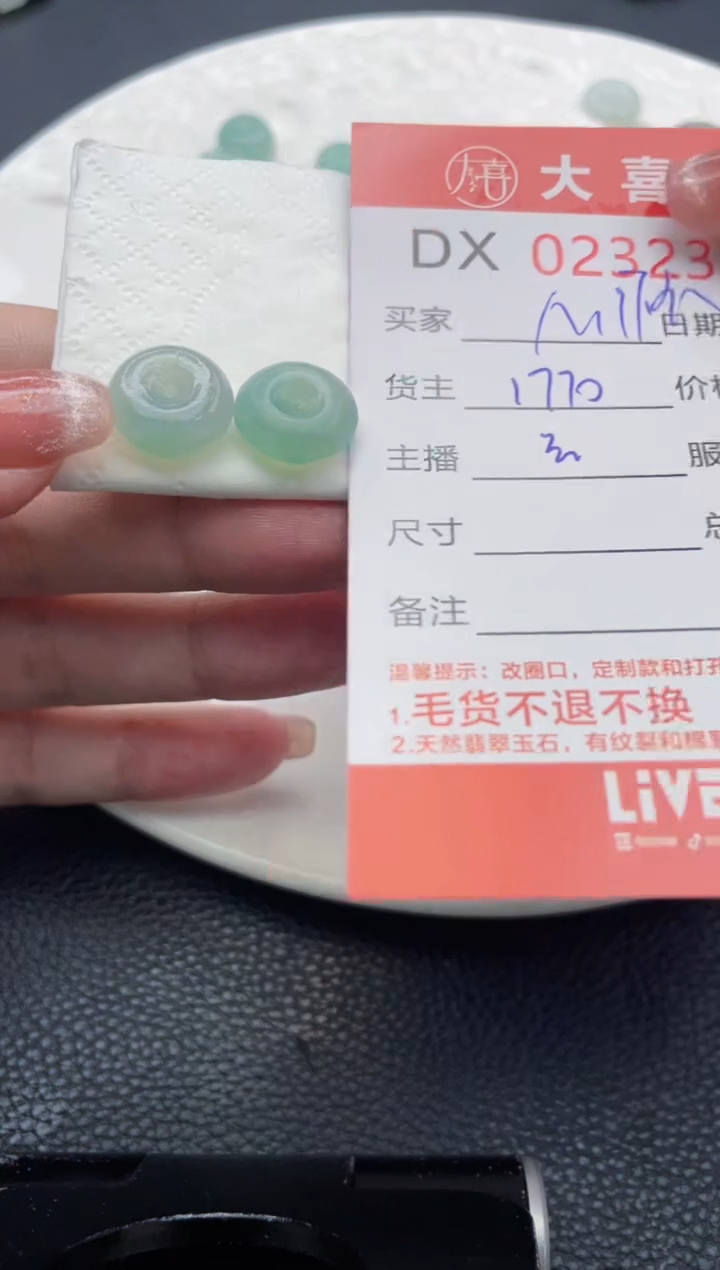 大喜
DX 02323
买家 日期
货主 1770 价格
主播
尺寸
备注
温馨提示：改圈口，定制款和打孔
1.毛货不退不换
2.天然翡翠玉石，有纹裂和棉
LiVE